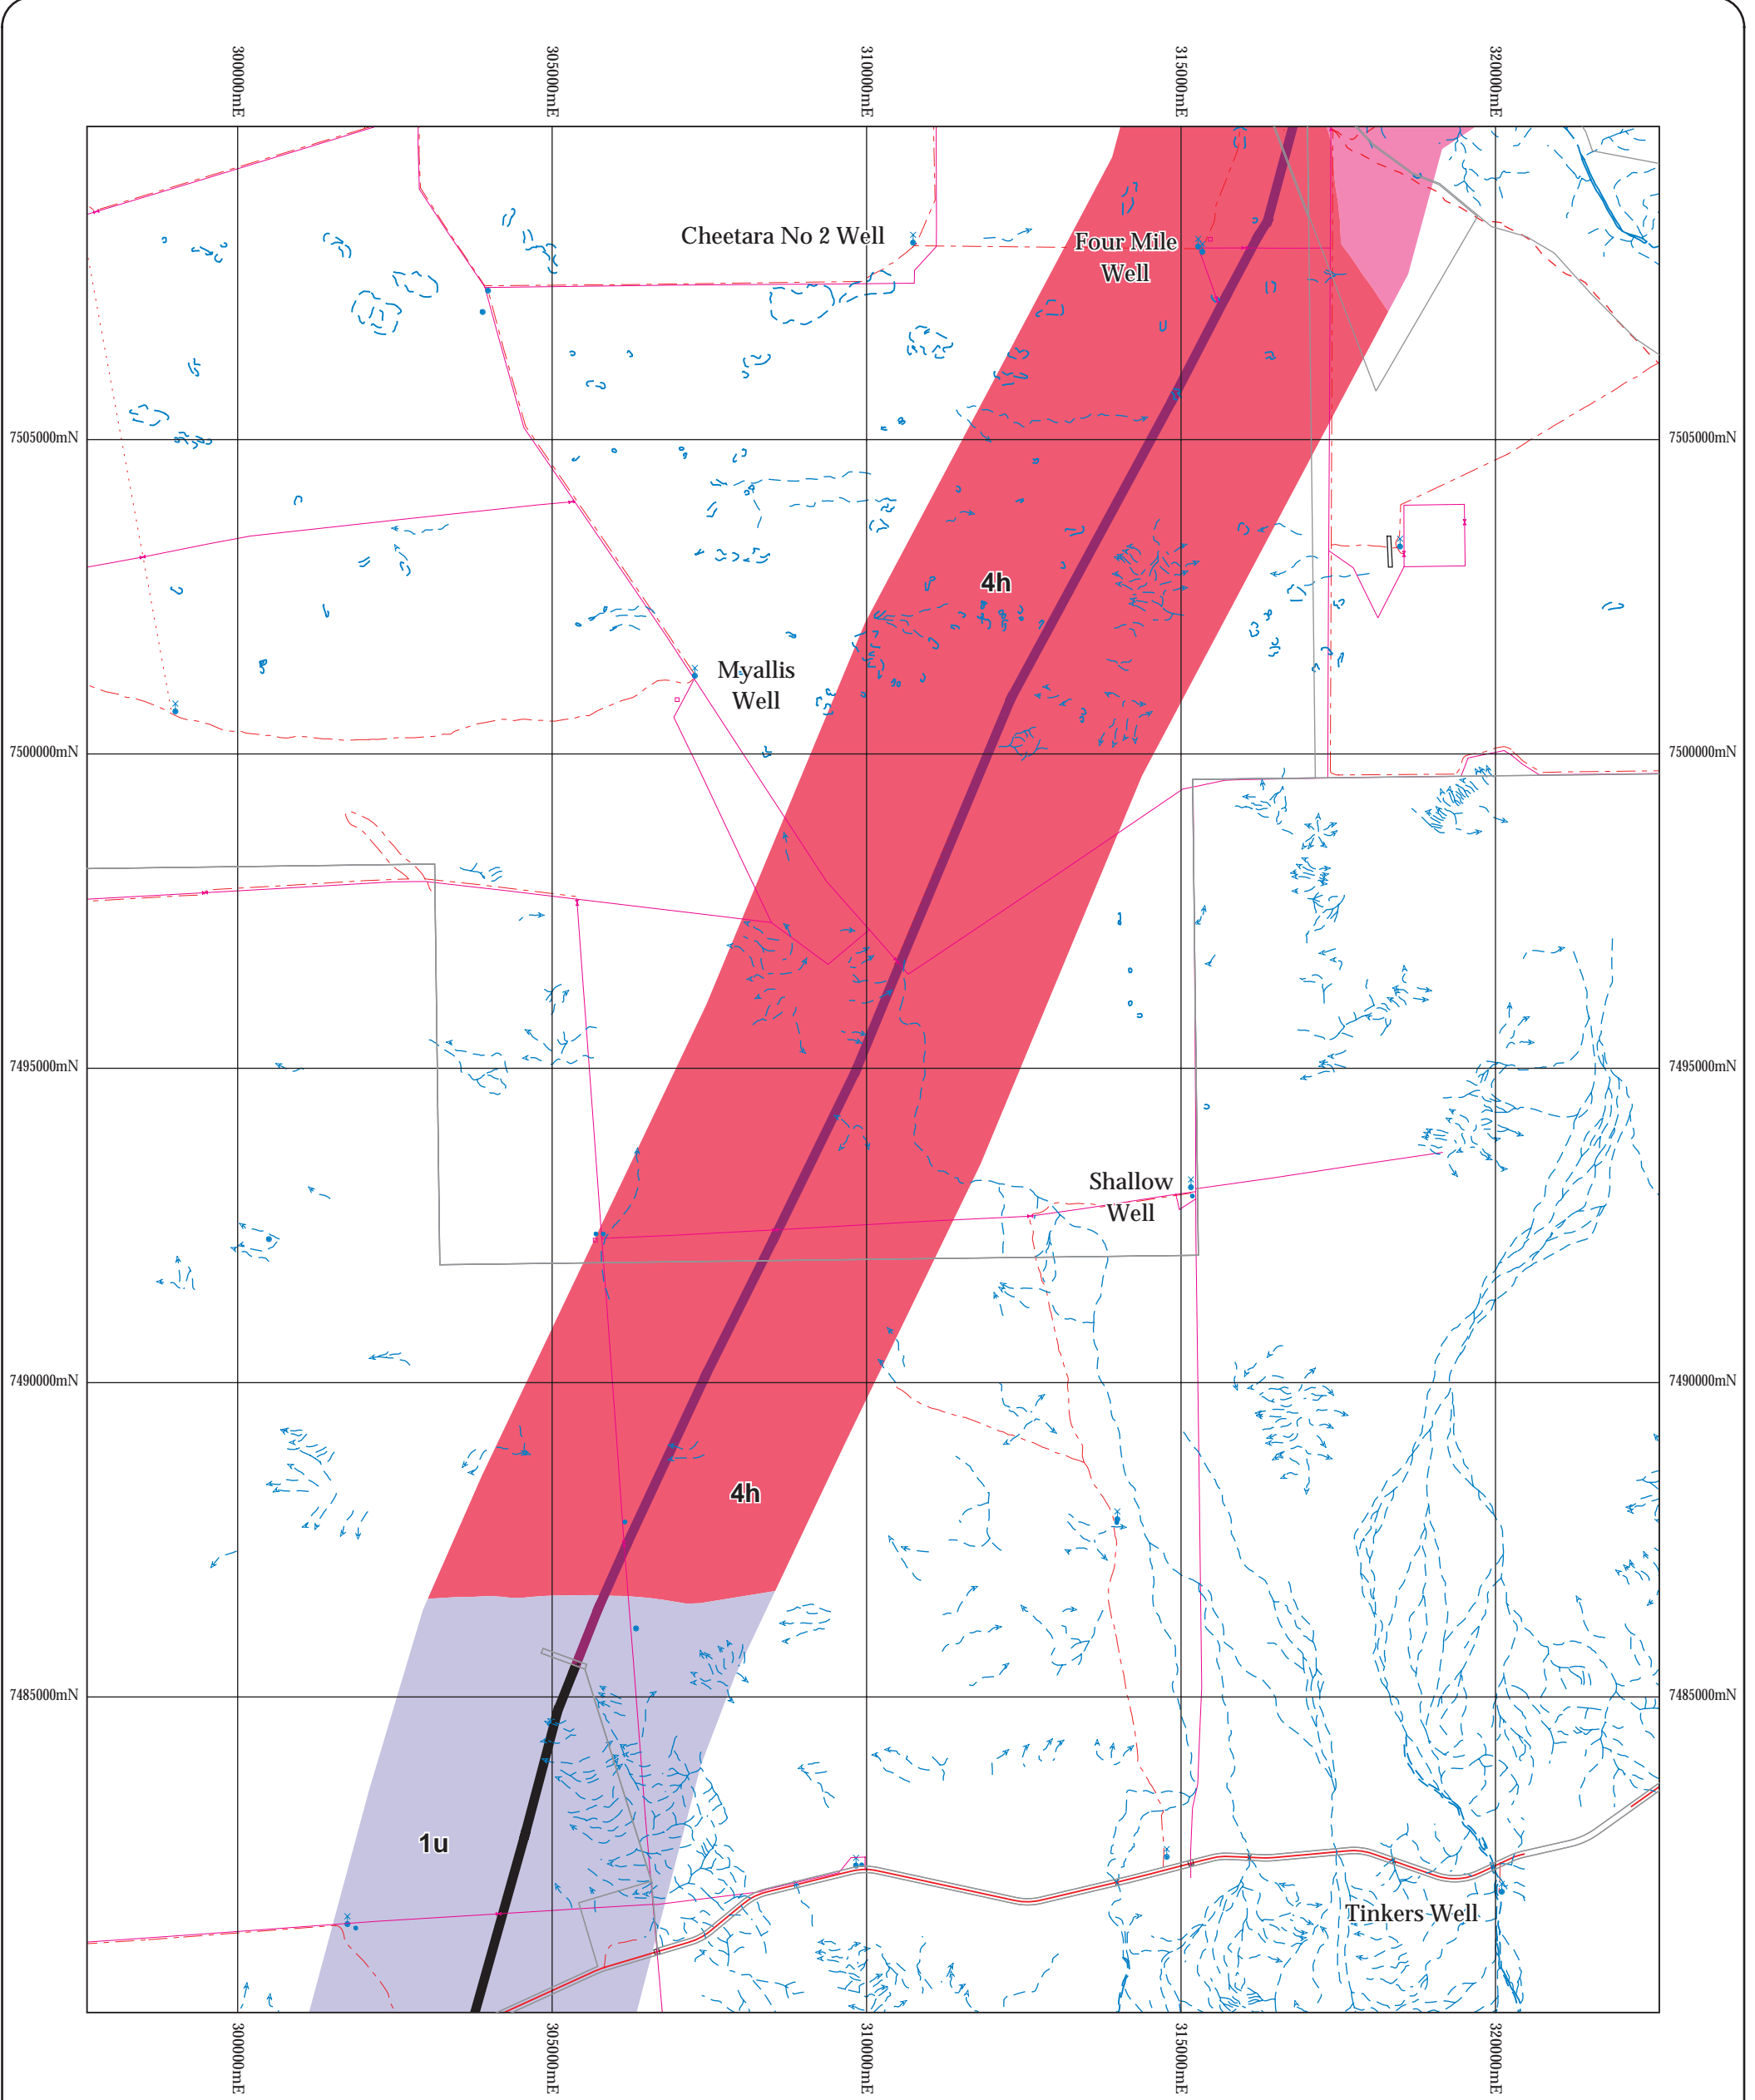 300000mE
305000mE
310000mE
315000mE
320000mE
Cheetara No 2 Well
Four Mile
Well
7505000mN
7505000mN
4h
Myallis
Well
7500000mN
7500000mN
7495000mN
7495000mN
Shallow
Well
7490000mN
7490000mN
4h
7485000mN
7485000mN
1u
Tinkers Well
300000mE
305000mE
310000mE
315000mE
320000mE